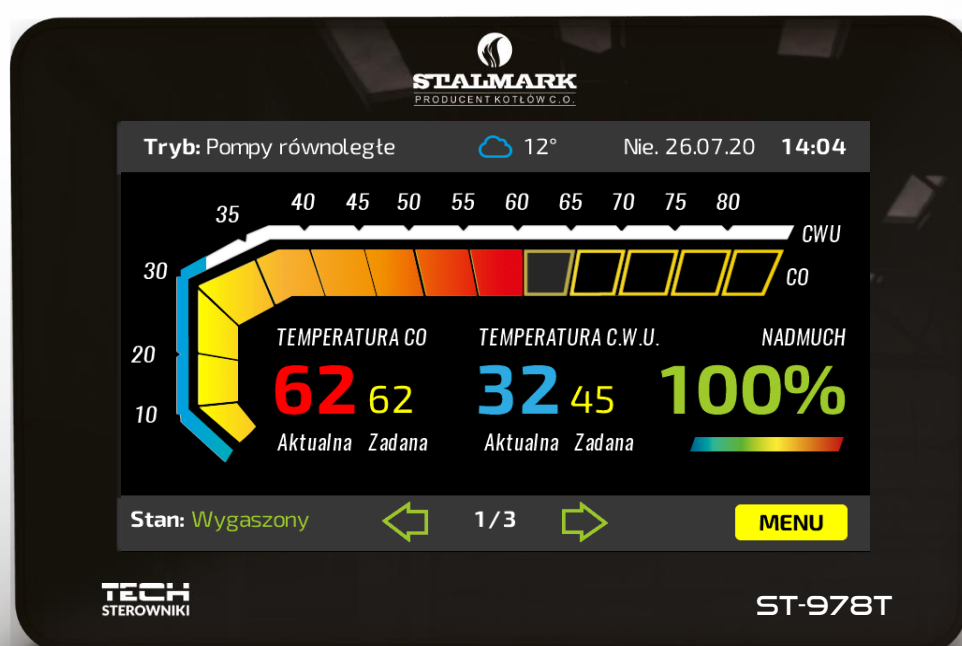 STALMARK
PRODUCENT KOTŁÓW C.O.
Tryb: Pompy równoległe 12° Nie. 26.07.20 14:04
35 40 45 50 55 60 65 70 75 80
CWU
30 CO
TEMPERATURA CO TEMPERATURA C.W.U. NADMUCH
20
62 62 32 45 100%
10
Aktualna Zadana Aktualna Zadana
Stan: Wygaszony 1/3 MENU
TECH
STEROWNIKI
ST-978T